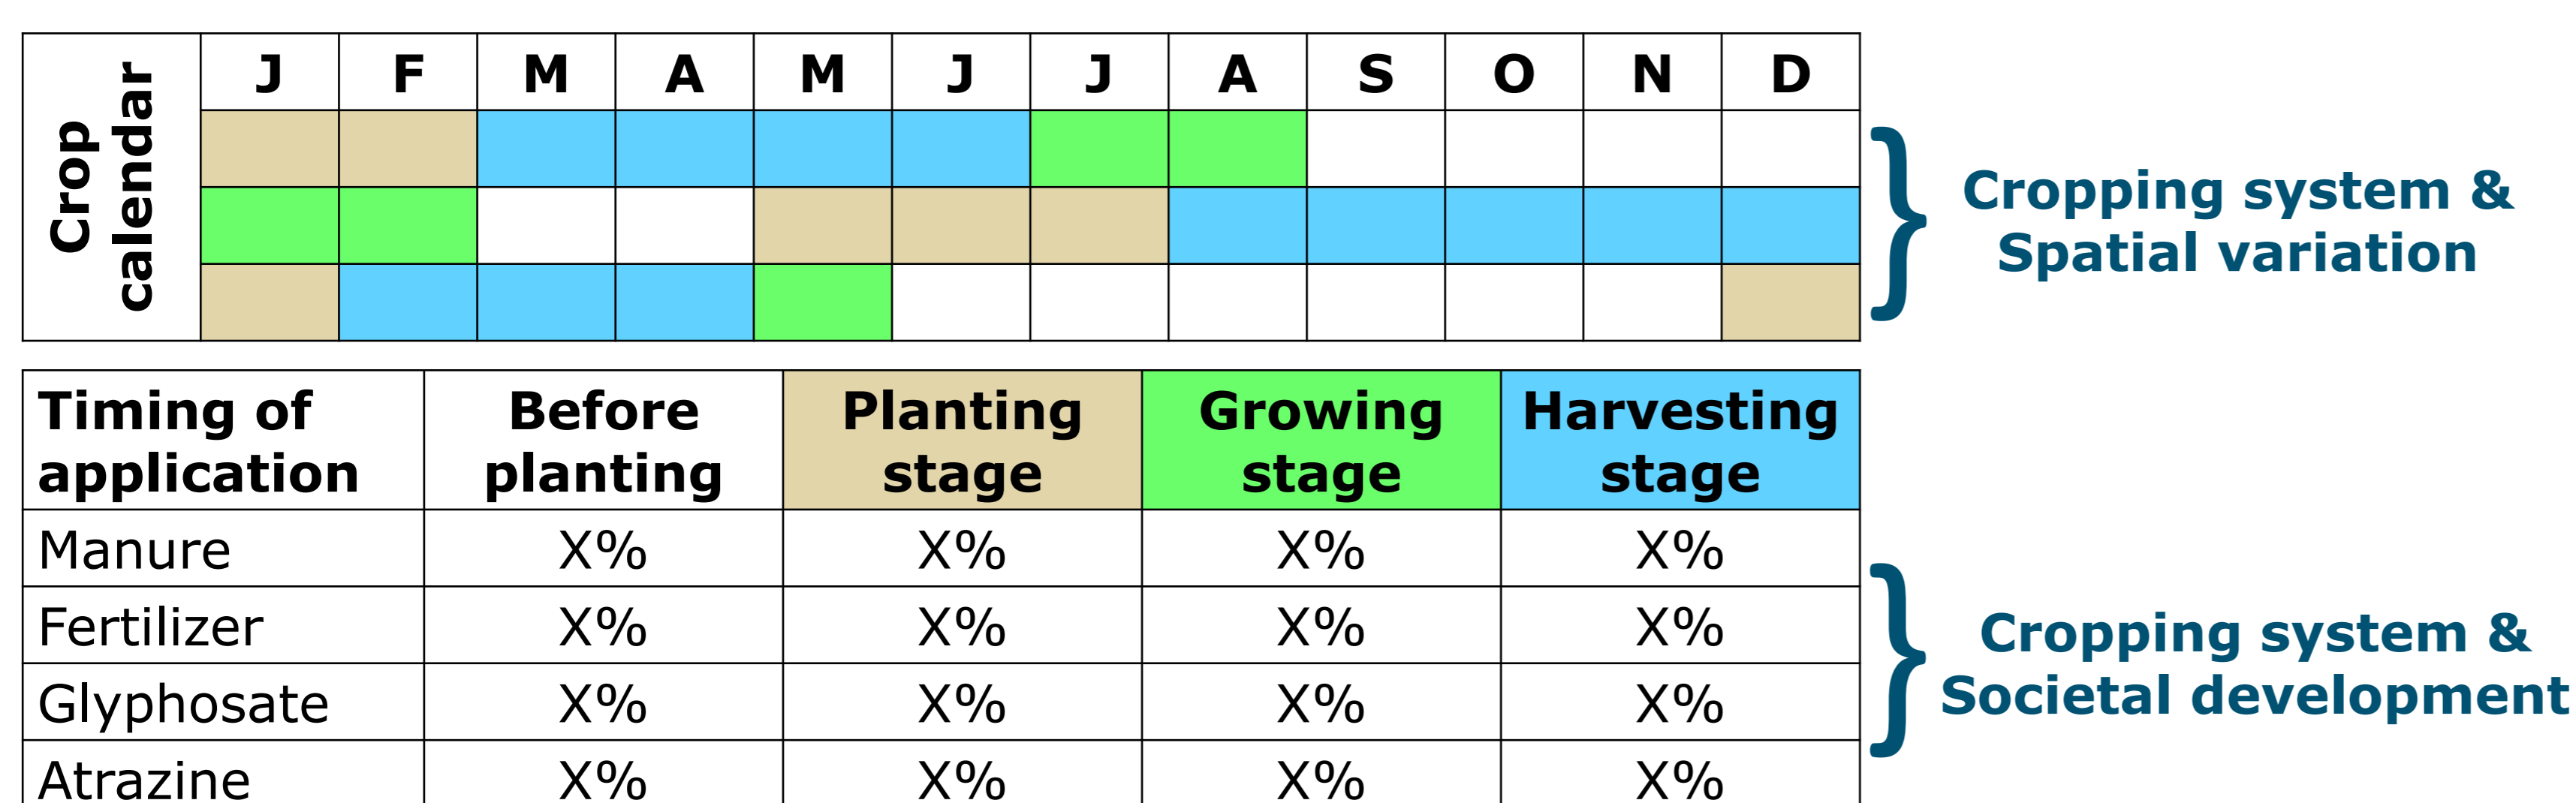 Crop
calendar
J F M A M J J A S O N D
Cropping system &
Spatial variation
Timing of
application
Before
planting
Planting
stage
Growing
stage
Harvesting
stage
Manure X% X% X% X%
Fertilizer X% X% X% X%
Glyphosate X% X% X% X%
Atrazine X% X% X% X%
Cropping system &
Societal development